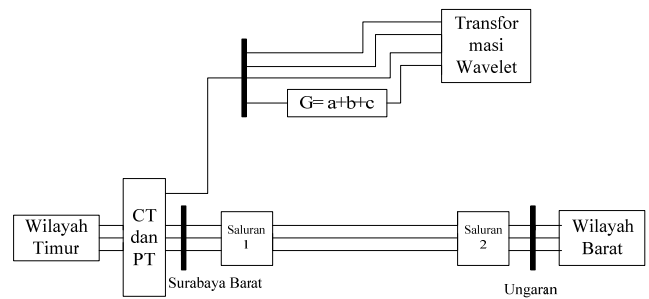 Transfor
masi
Wavelet
G= a+b+c
Wilayah
Timur
CT
dan
PT
Saluran
1
Saluran
2
Wilayah
Barat
Surabaya Barat
Ungaran